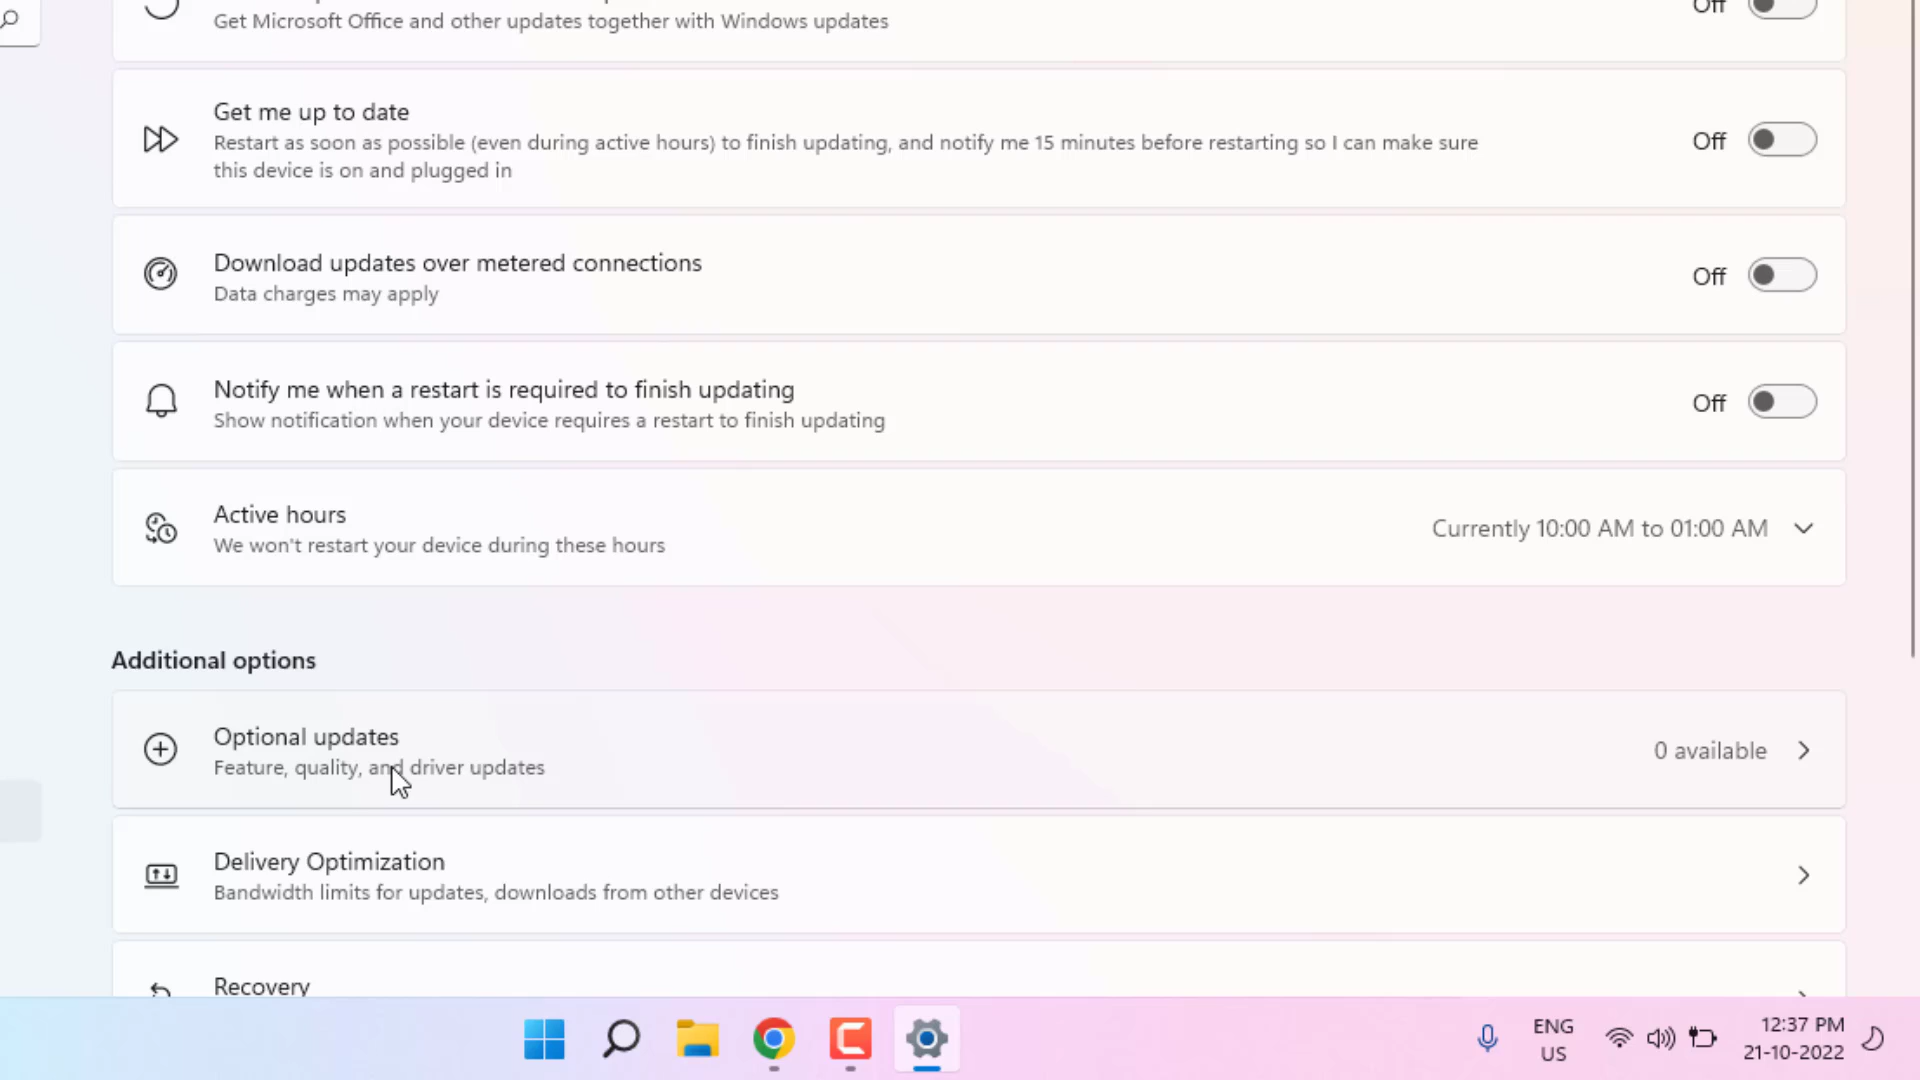 Get Microsoft Office and other updates together with Windows updates
Off
Get me up to date
Restart as soon as possible (even during active hours) to finish updating, and notify me 15 minutes before restarting so I can make sure
this device is on and plugged in
Off
Download updates over metered connections
Data charges may apply
Off
Notify me when a restart is required to finish updating
Show notification when your device requires a restart to finish updating
Off
Active hours
We won't restart your device during these hours
Currently 10:00 AM to 01:00 AM
Additional options
Optional updates
Feature, quality, and driver updates
0 available
Delivery Optimization
Bandwidth limits for updates, downloads from other devices
Recovery
ENG
US
12:37 PM
21-10-2022